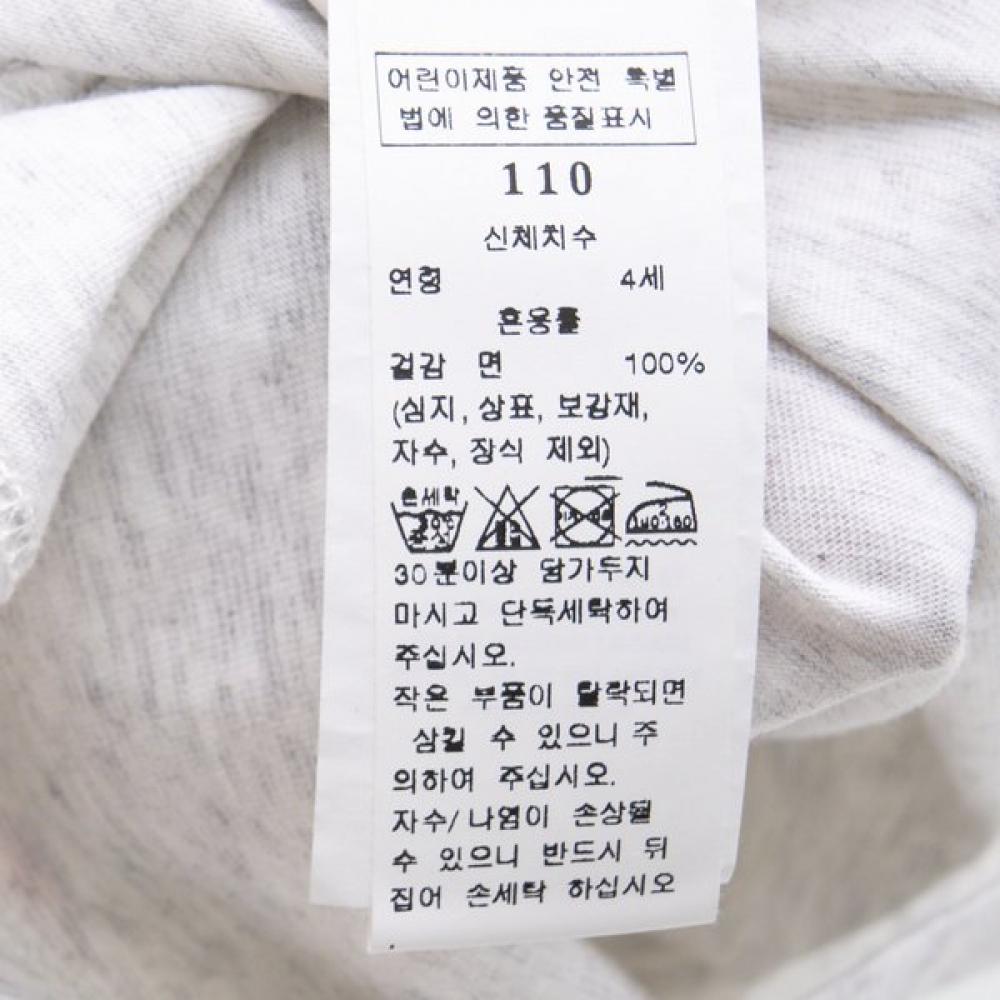 어린이제품 안전 특별
법에 의한 품질표시
110
신체치수
연령 4세
혼용률
겉감 면 100%
(심지, 상표, 보강재,
자수, 장식 제외)
손세탁
30분이상 담가두지
마시고 단독세탁하여
주십시오.
작은 부품이 탈락되면
삼킬 수 있으니 주
의하여 주십시오.
자수/나염이 손상될
수 있으니 반드시 뒤
집어 손세탁 하십시오
.